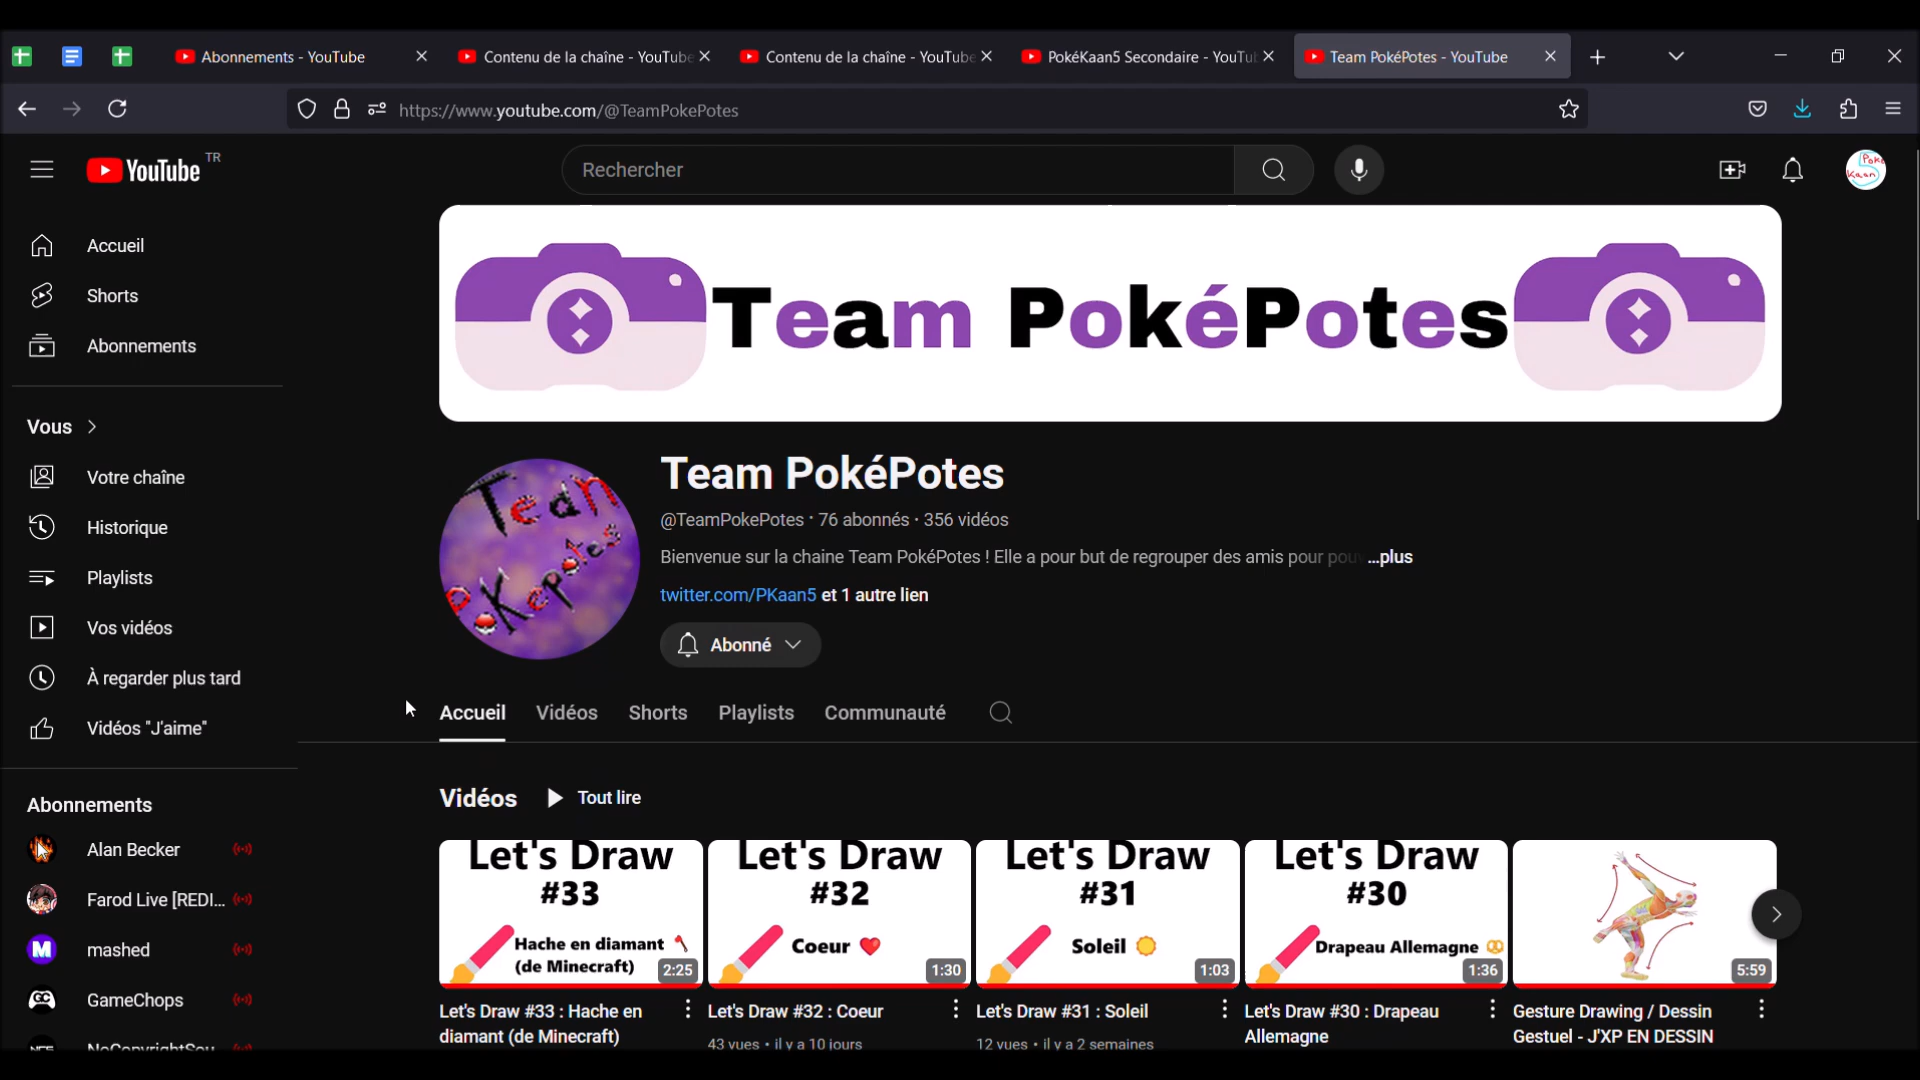 Abonnements - YouTube
Contenu de la chaîne - YouTube
Contenu de la chaîne - YouTube
PokéKaan5 Secondaire - YouTu
Team PokéPotes - YouTube
https://www.youtube.com/@TeamPokePotes
YouTube TR
Rechercher
Poké
Kaan 5
Accueil
Shorts
Abonnements
Vous
Votre chaîne
Historique
Playlists
Vos vidéos
À regarder plus tard
Vidéos "J'aime"
Abonnements
Alan Becker
Farod Live [REDI...
mashed
GameChops
NoCopyrightSou
Team PokéPotes
Team
PoKépotes
Team PokéPotes
@TeamPokePotes · 76 abonnés · 356 vidéos
Bienvenue sur la chaine Team PokéPotes ! Elle a pour but de regrouper des amis pour pouv ...plus
twitter.com/PKaan5 et 1 autre lien
Abonné
Accueil Vidéos Shorts Playlists Communauté
Vidéos Tout lire
Let's Draw
#33
Hache en diamant
(de Minecraft)
2:25
Let's Draw #33 : Hache en
diamant (de Minecraft)
Let's Draw
#32
Coeur
1:30
Let's Draw #32 : Coeur
43 vues • il y a 10 jours
Let's Draw
#31
Soleil
1:03
Let's Draw #31 : Soleil
12 vues • il y a 2 semaines
Let's Draw
#30
Drapeau Allemagne
1:36
Let's Draw #30 : Drapeau
Allemagne
5:59
Gesture Drawing / Dessin
Gestuel - J'XP EN DESSIN